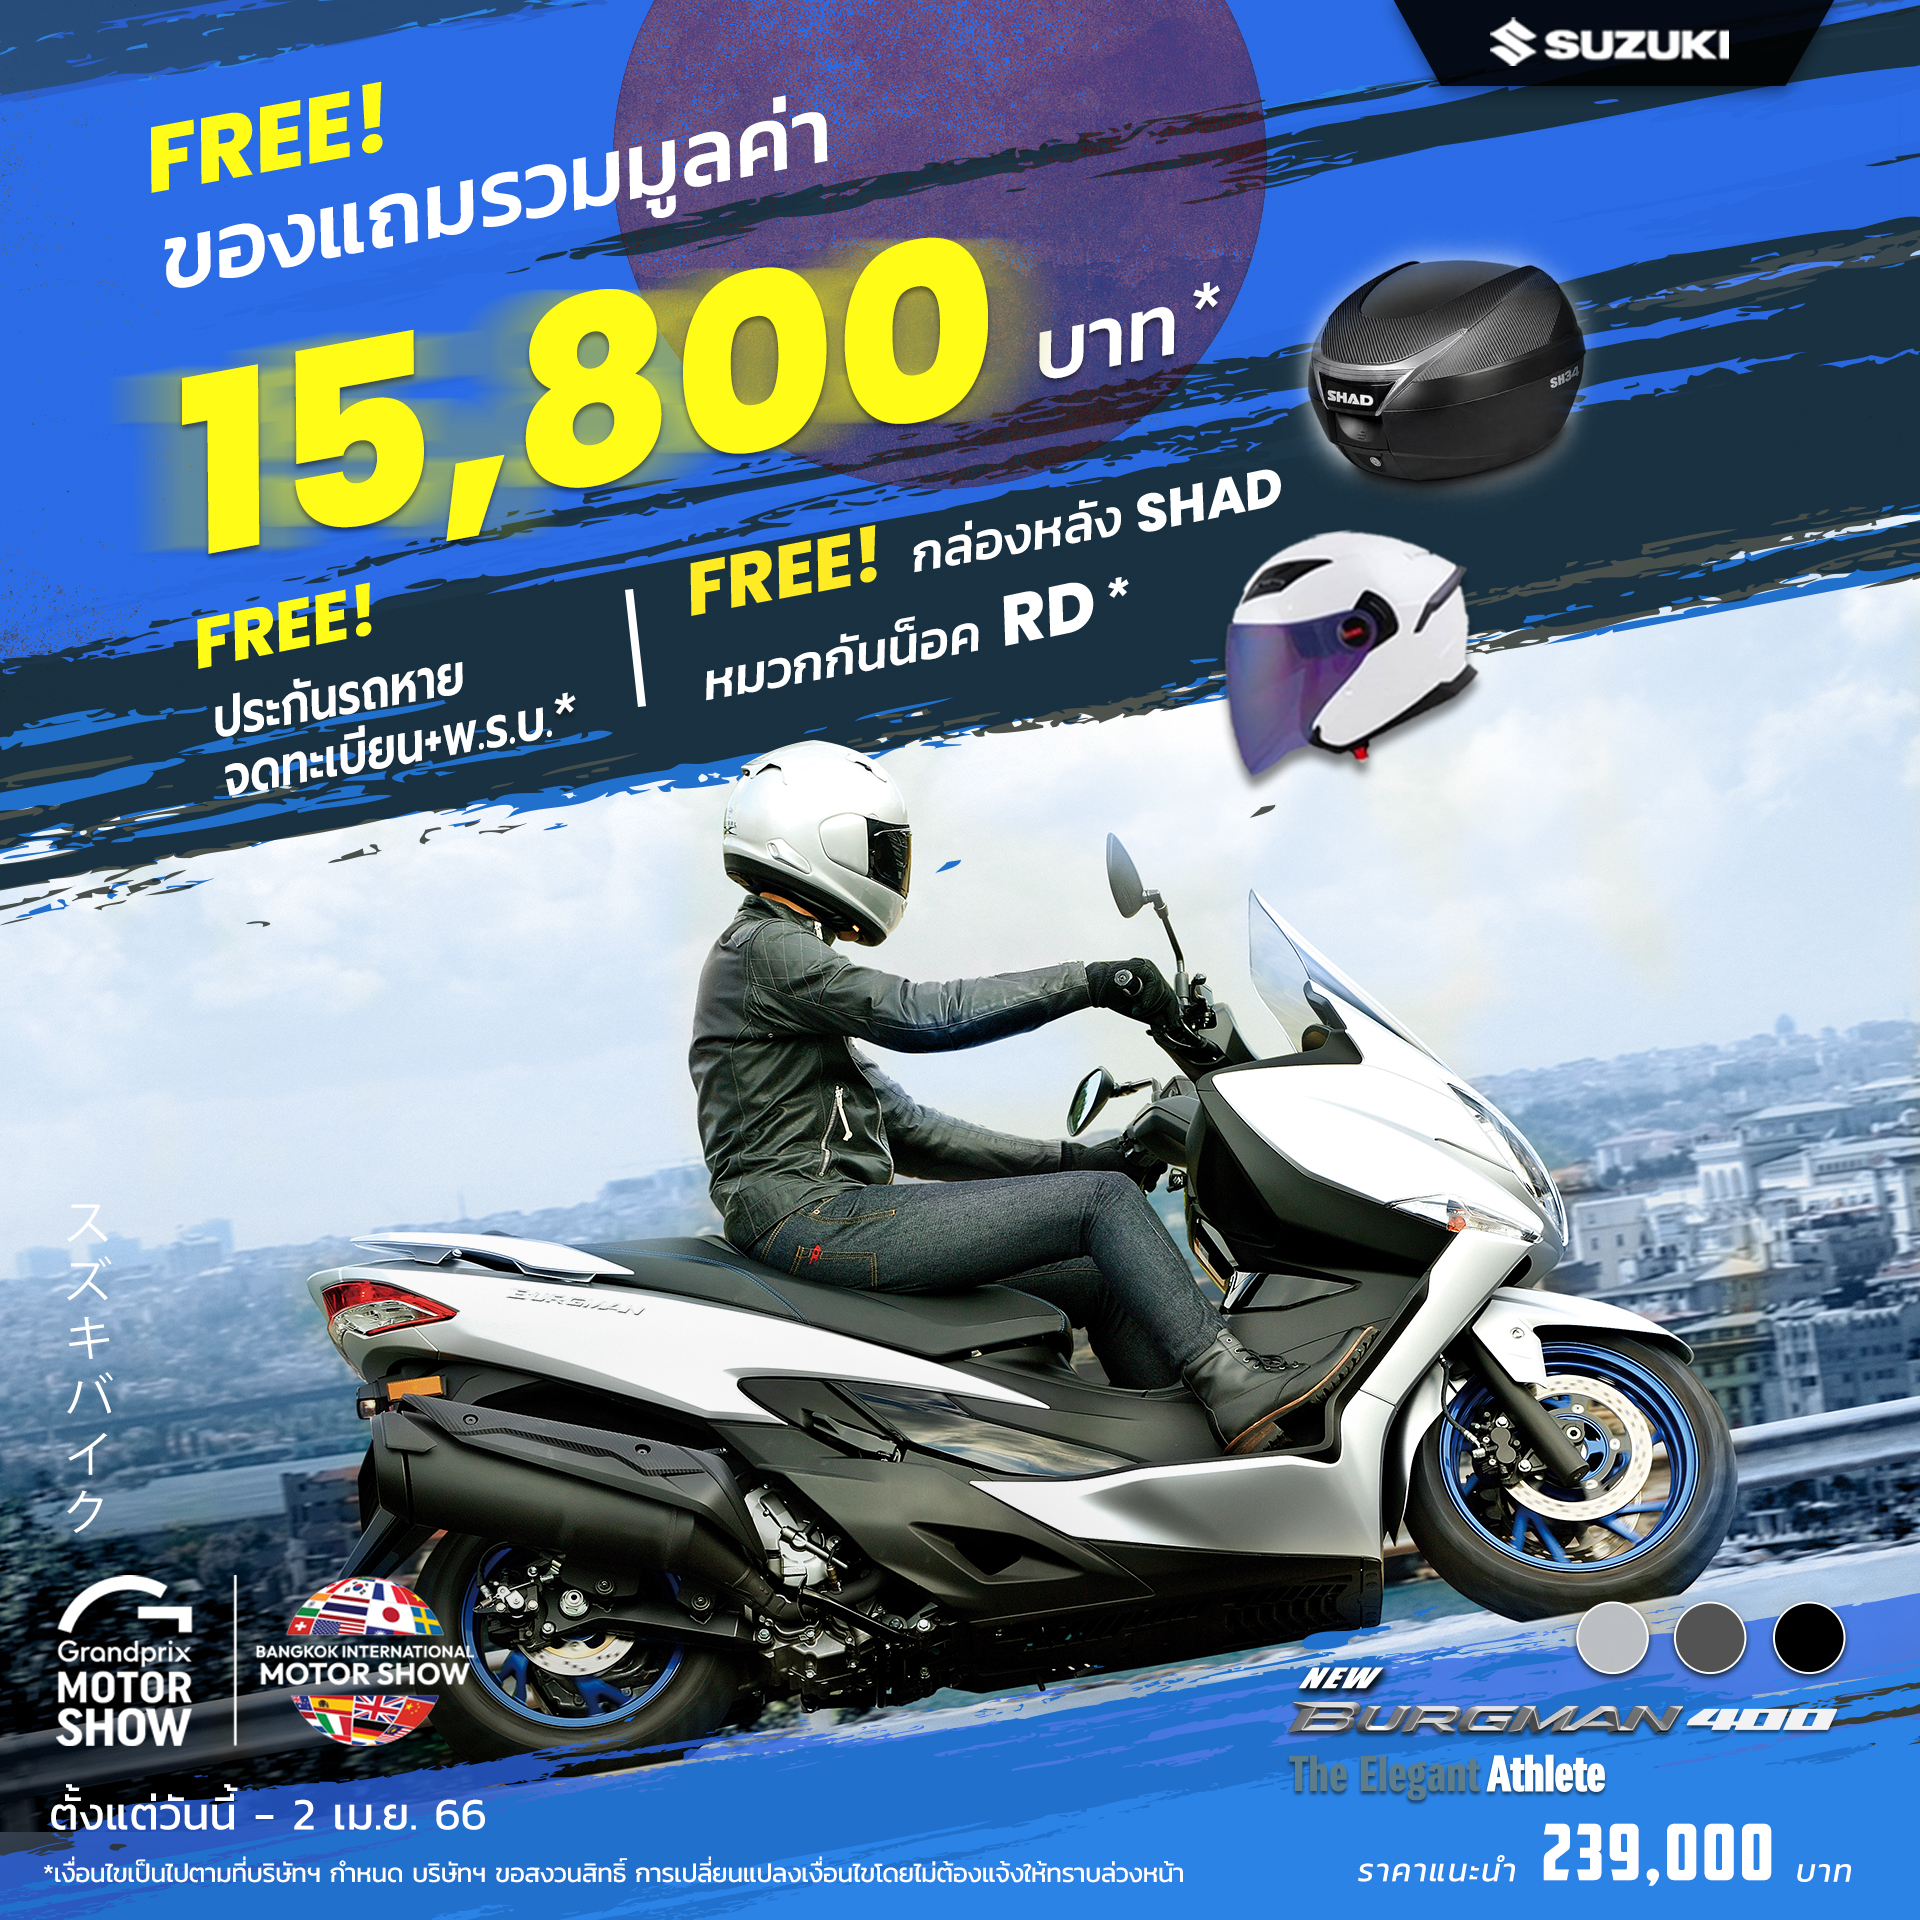 SUZUKI
FREE!
ของแถมรวมมูลค่า
15,800 บาท*
SHAD
SH34
FREE! กล่องหลัง SHAD
หมวกกันน็อค RD*
FREE!
ประกันรถหาย
จดทะเบียน+พ.ร.บ.*
BURGMAN
スズキバイク
Grandprix
MOTOR
SHOW
BANGKOK INTERNATIONAL
MOTOR SHOW
ตั้งแต่วันนี้ - 2 เม.ย. 66
*เงื่อนไขเป็นไปตามที่บริษัทฯ กำหนด บริษัทฯ ขอสงวนสิทธิ์ การเปลี่ยนแปลงเงื่อนไขโดยไม่ต้องแจ้งให้ทราบล่วงหน้า
NEW
BURGMAN 400
The Elegant Athlete
ราคาแนะนำ 239,000 บาท